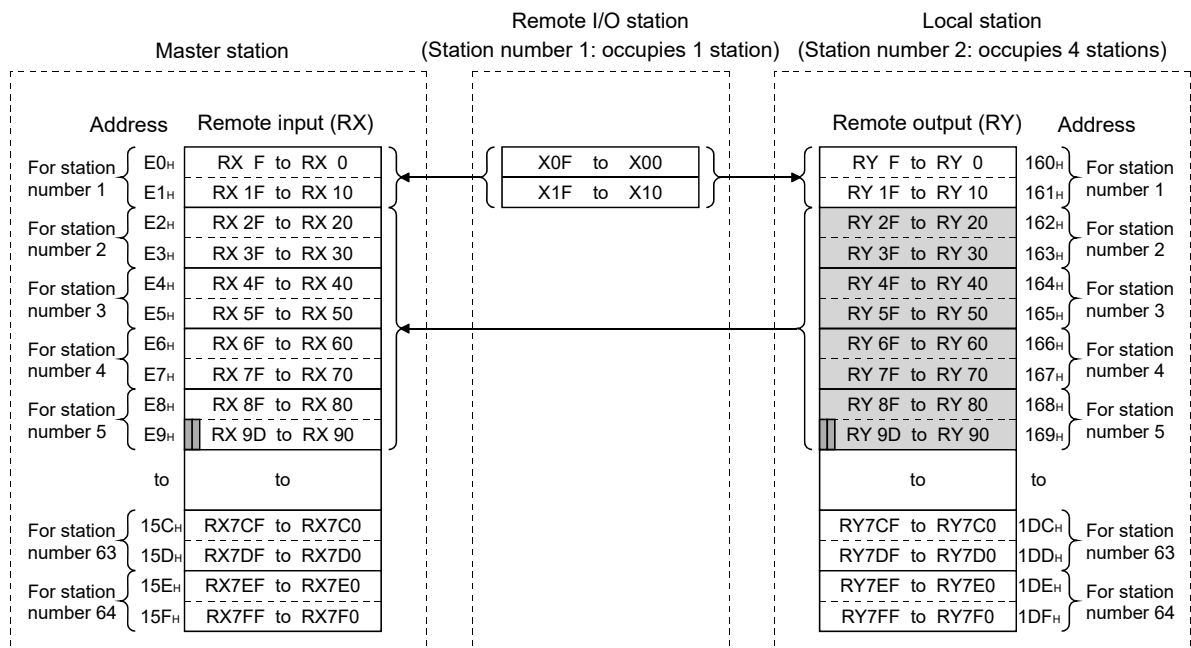 Remote I/O station
Local station
Master station
(Station number 1: occupies 1 station)
(Station number 2: occupies 4 stations)
Address
Remote input (RX)
Remote output (RY)
Address
For station number 1
E0H
RX F to RX 0
X0F to X00
RY F to RY 0
160H
For station number 1
E1H
RX 1F to RX 10
X1F to X10
RY 1F to RY 10
161H
For station number 2
E2H
RX 2F to RX 20
RY 2F to RY 20
162H
For station number 2
E3H
RX 3F to RX 30
RY 3F to RY 30
163H
For station number 3
E4H
RX 4F to RX 40
RY 4F to RY 40
164H
For station number 3
E5H
RX 5F to RX 50
RY 5F to RY 50
165H
For station number 4
E6H
RX 6F to RX 60
RY 6F to RY 60
166H
For station number 4
E7H
RX 7F to RX 70
RY 7F to RY 70
167H
For station number 5
E8H
RX 8F to RX 80
RY 8F to RY 80
168H
For station number 5
E9H
RX 9D to RX 90
RY 9D to RY 90
169H
to
to
to
to
For station number 63
15CH
RX7CF to RX7C0
RY7CF to RY7C0
1DCH
For station number 63
15DH
RX7DF to RX7D0
RY7DF to RY7D0
1DDH
For station number 64
15EH
RX7EF to RX7E0
RY7EF to RY7E0
1DEH
For station number 64
15FH
RX7FF to RX7F0
RY7FF to RY7F0
1DFH